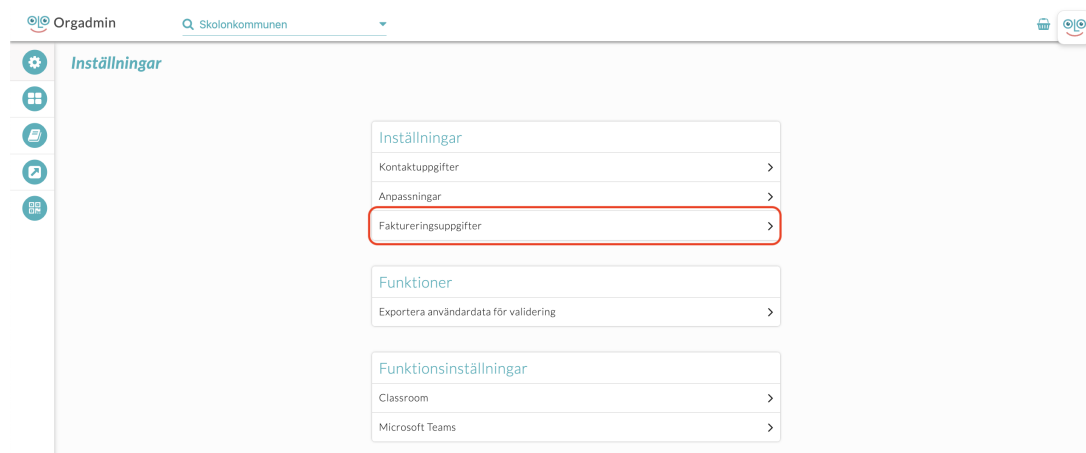 Orgadmin
Skolonkommunen
Inställningar
Inställningar
Kontaktuppgifter
Anpassningar
Faktureringsuppgifter
Funktioner
Exportera användardata för validering
Funktionsinställningar
Classroom
Microsoft Teams